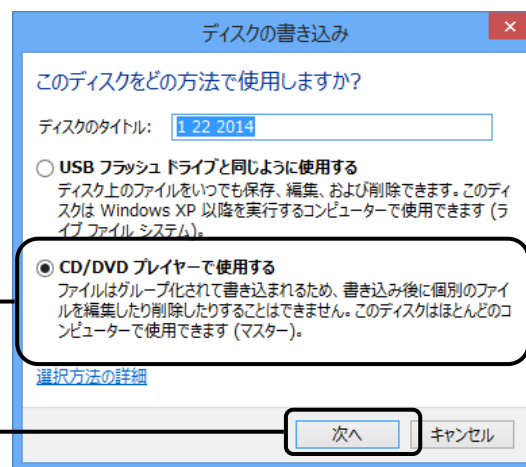 ディスクの書き込み
このディスクをどの方法で使用しますか?
ディスクのタイトル: 1 22 2014
USB フラッシュ ドライブと同じように使用する
ディスク上のファイルをいつでも保存、編集、および削除できます。このディ
スクは Windows XP 以降を実行するコンピューターで使用できます (ラ
イブ ファイル システム)。
CD/DVD プレイヤーで使用する
ファイルはグループ化されて書き込まれるため、書き込み後に個別のファイ
ルを編集したり削除したりすることはできません。このディスクはほとんどのコ
ンピューターで使用できます (マスター)。
選択方法の詳細
次へ キャンセル